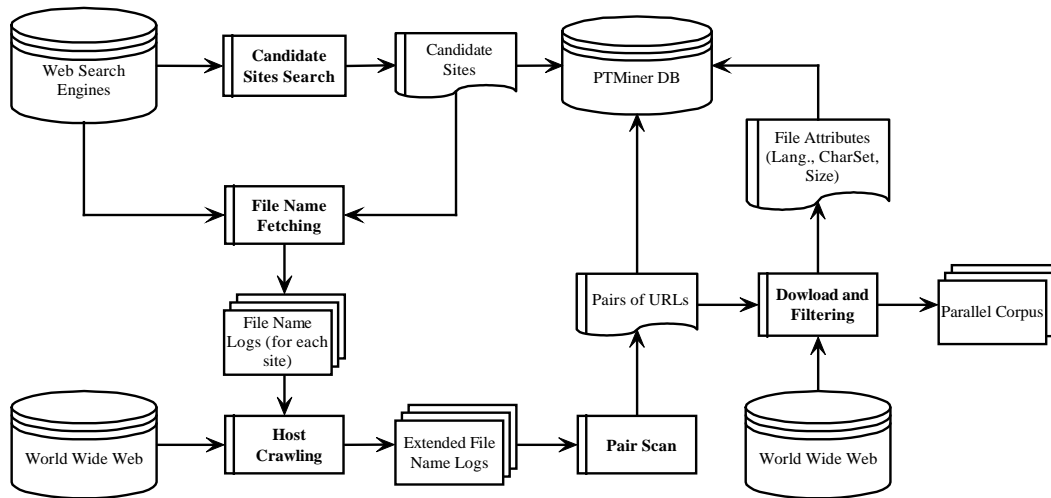 Web Search
Engines
Candidate
Sites Search
Candidate
Sites
PTMiner DB
File Attributes
(Lang., CharSet,
Size)
File Name
Fetching
Pairs of URLs
Dowload and
Filtering
Parallel Corpus
File Name
Logs (for each
site)
World Wide Web
Host
Crawling
Extended File
Name Logs
Pair Scan
World Wide Web